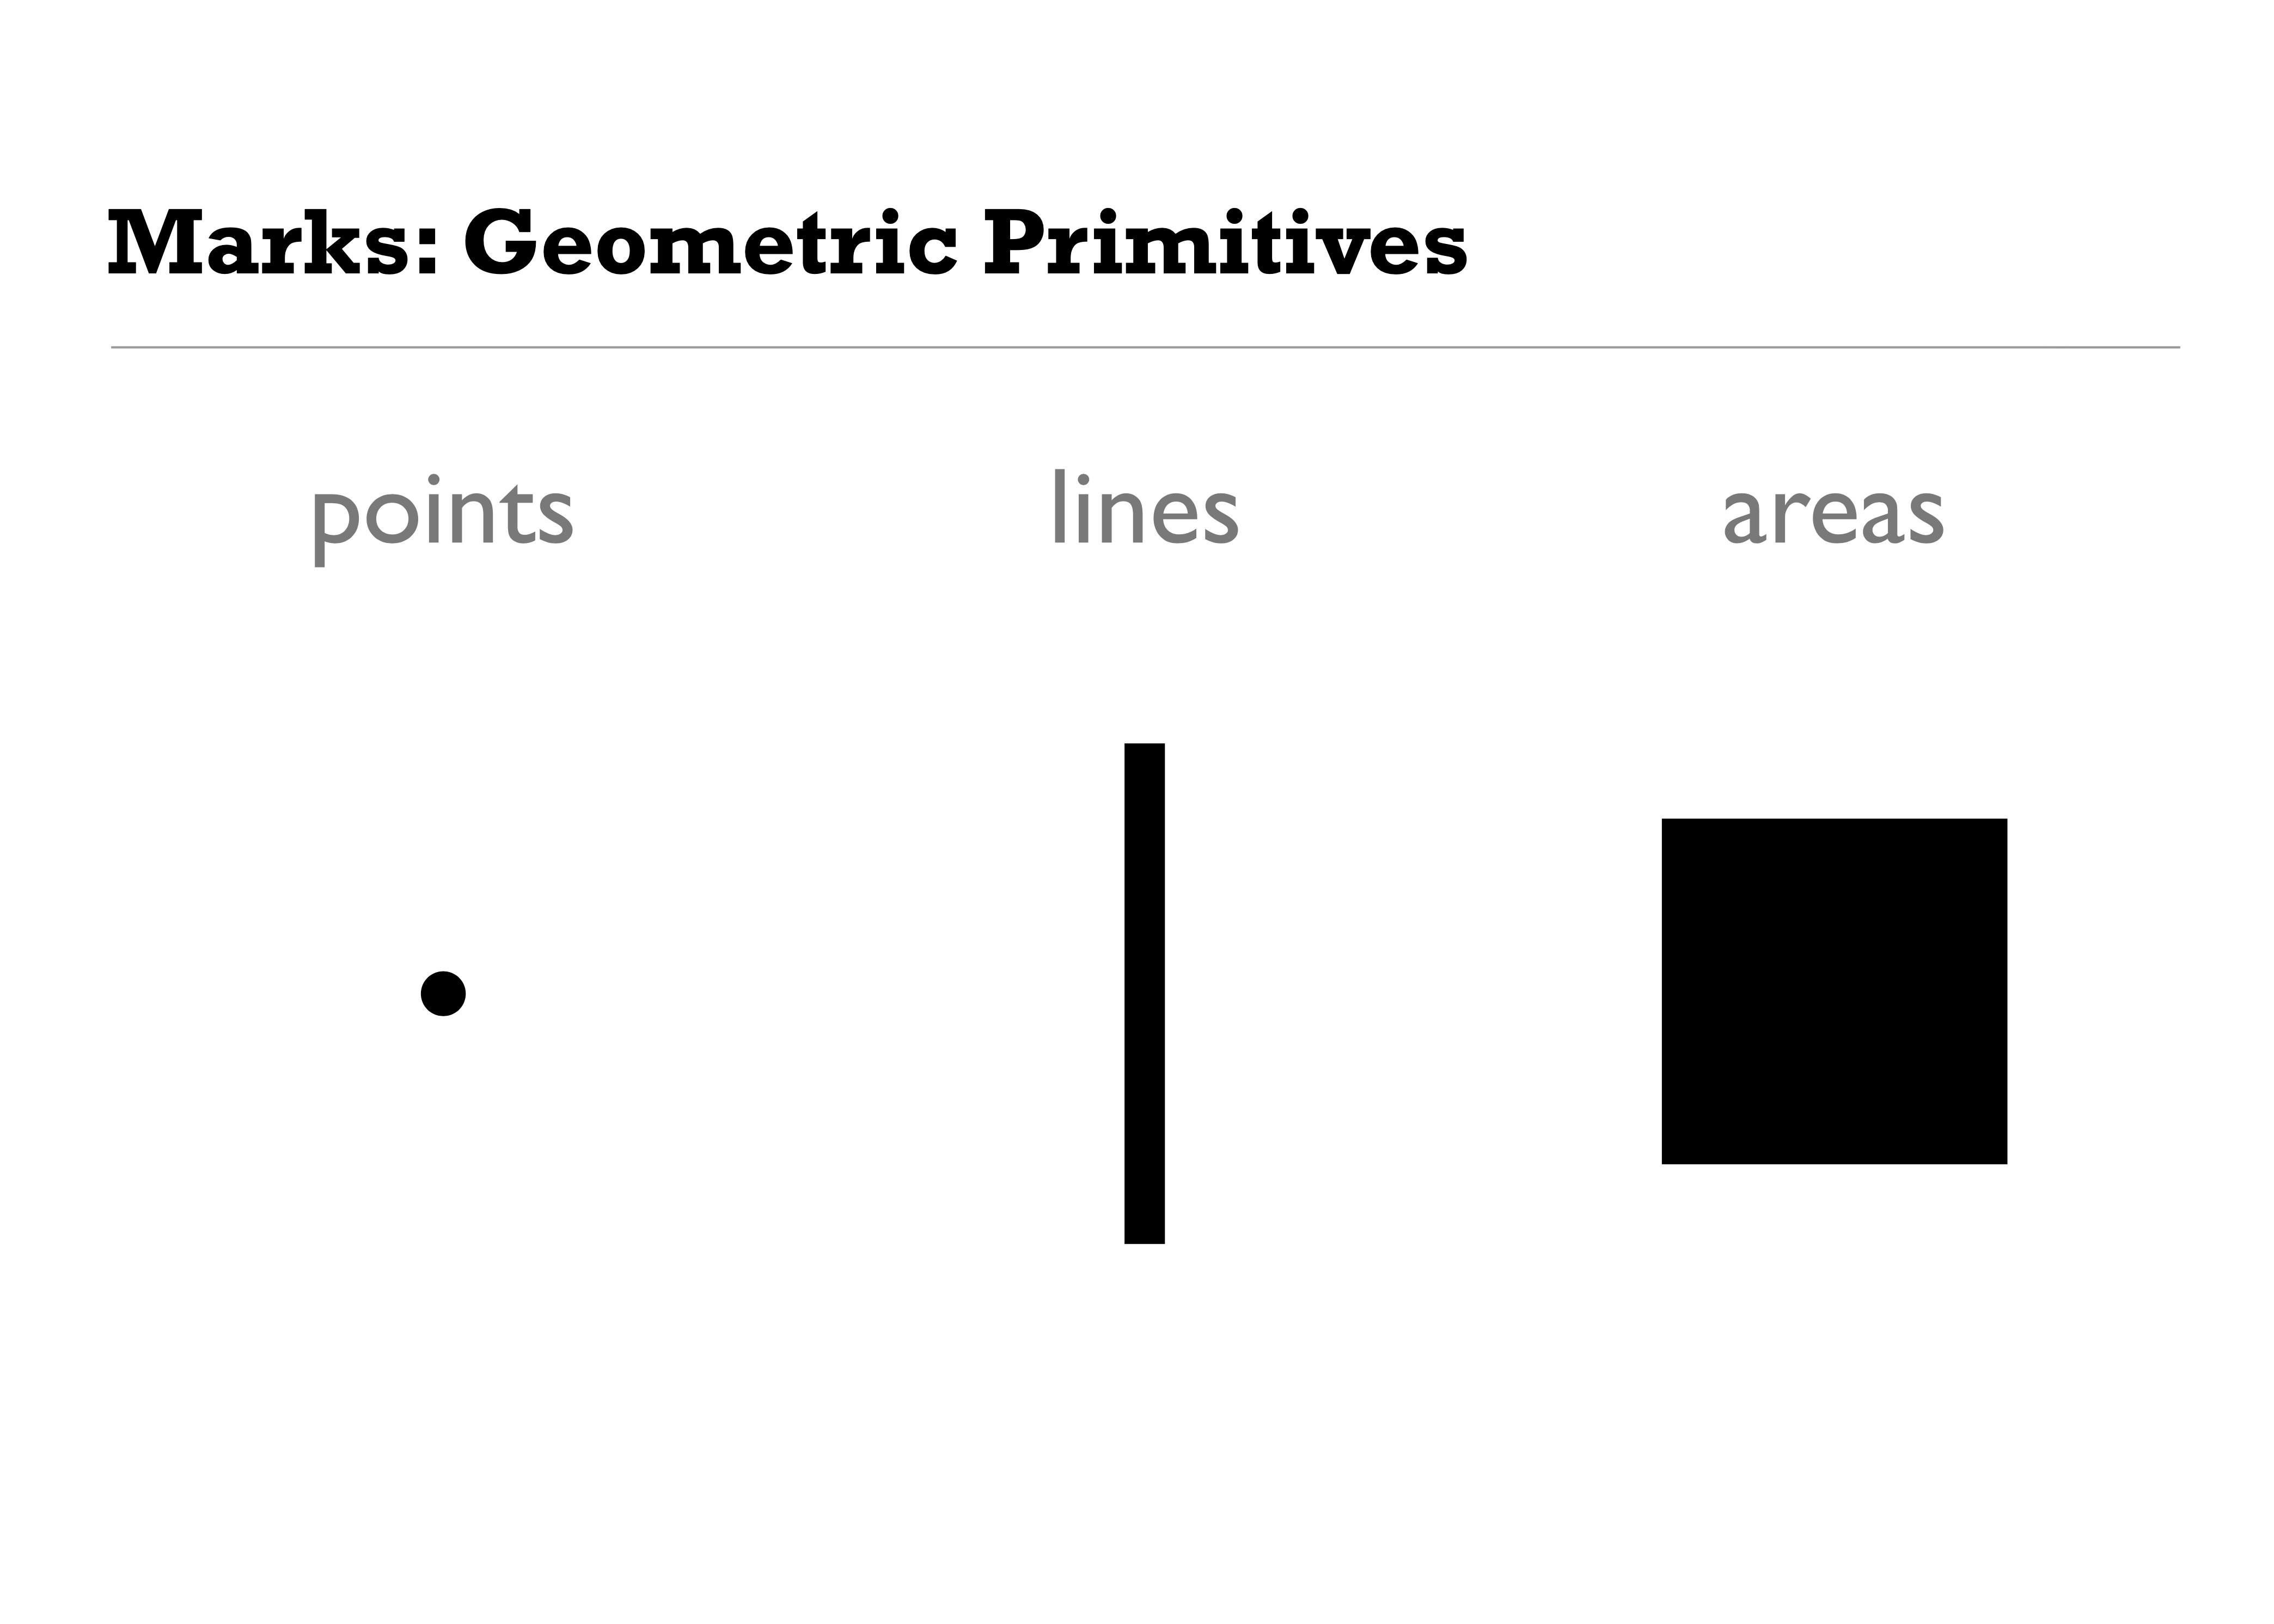 Marks: Geometric Primitives
points lines areas